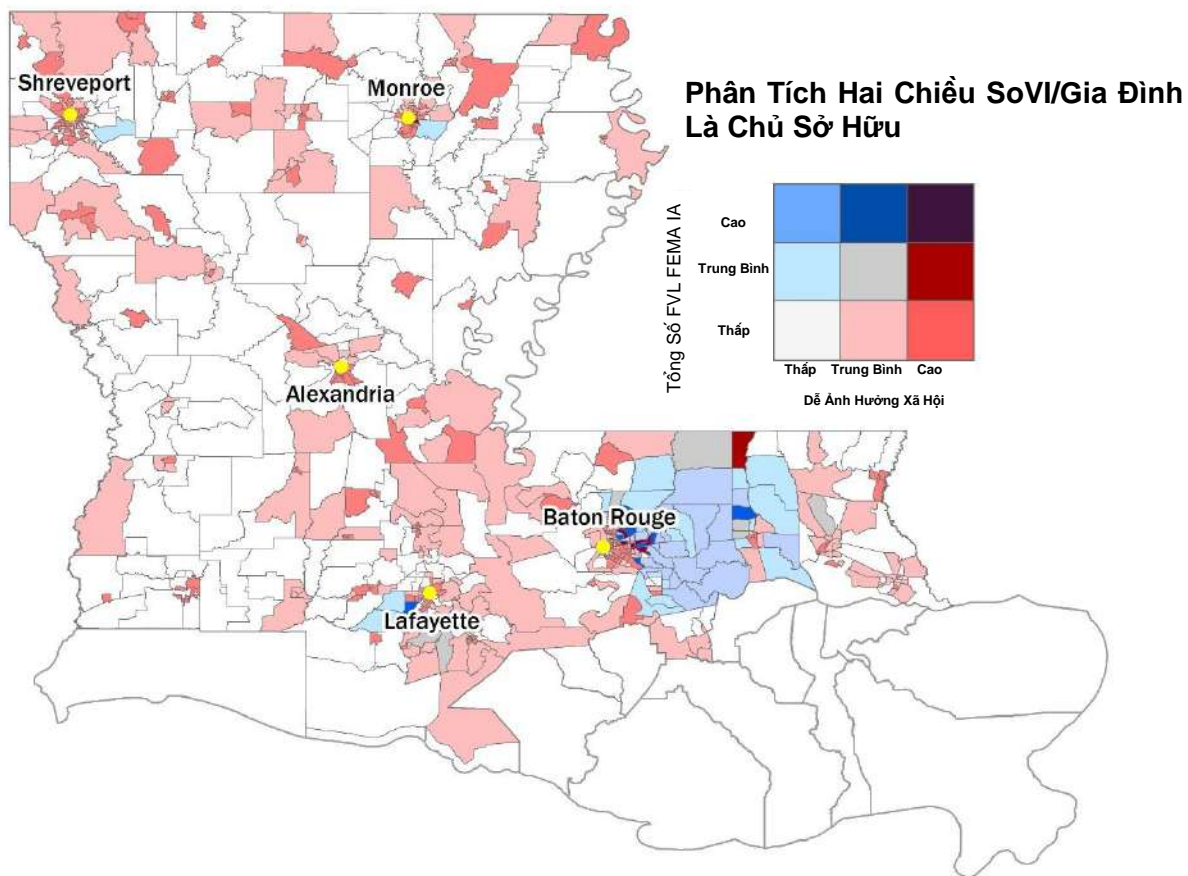 Shreveport
Monroe
Alexandria
Baton Rouge
Lafayette
Phân Tích Hai Chiều SoVI/Gia Đình
Là Chủ Sở Hữu
Tổng Số FVL FEMA IA
Cao
Trung Bình
Thấp
Thấp Trung Bình Cao
Dễ Ảnh Hưởng Xã Hội